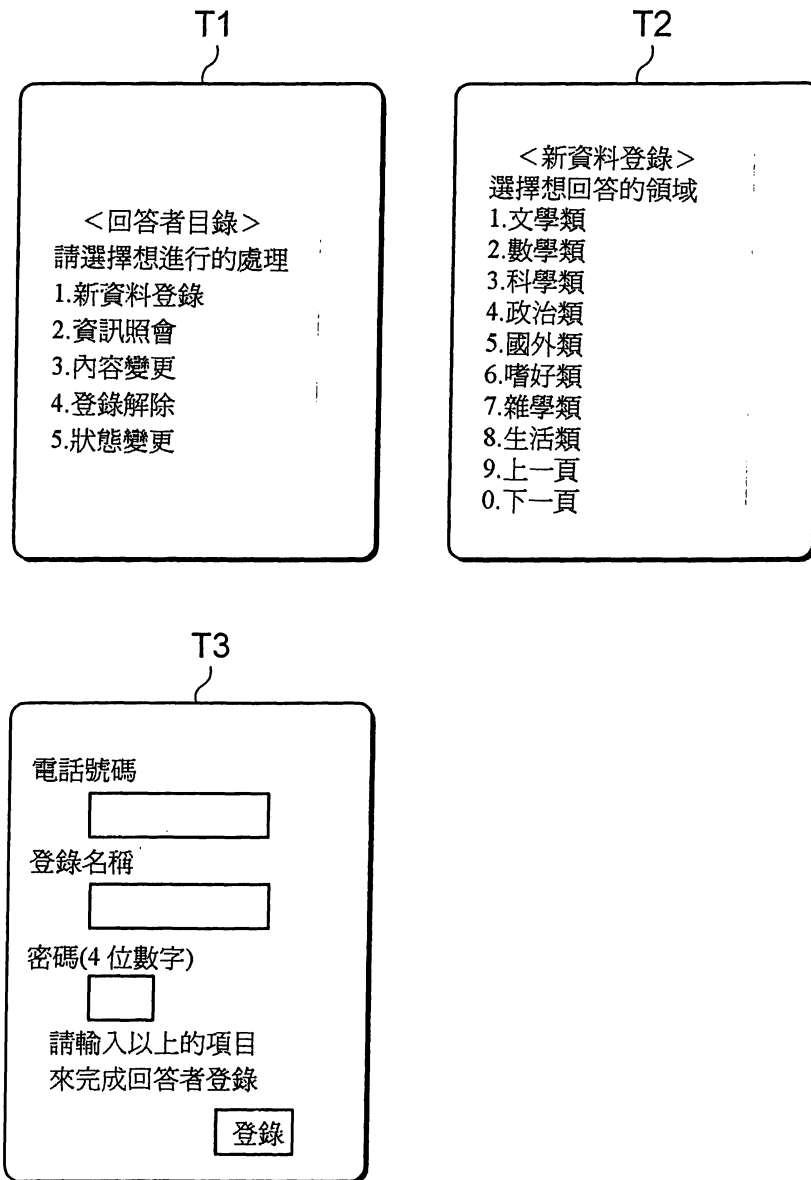 T1
<回答者目錄>
請選擇想進行的處理
1.新資料登錄
2.資訊照會
3.內容變更
4.登錄解除
5.狀態變更
T2
<新資料登錄>
選擇想回答的領域
1.文學類
2.數學類
3.科學類
4.政治類
5.國外類
6.嗜好類
7.雜學類
8.生活類
9.上一頁
0.下一頁
T3
電話號碼
登錄名稱
密碼(4 位數字)
請輸入以上的項目
來完成回答者登錄
登錄